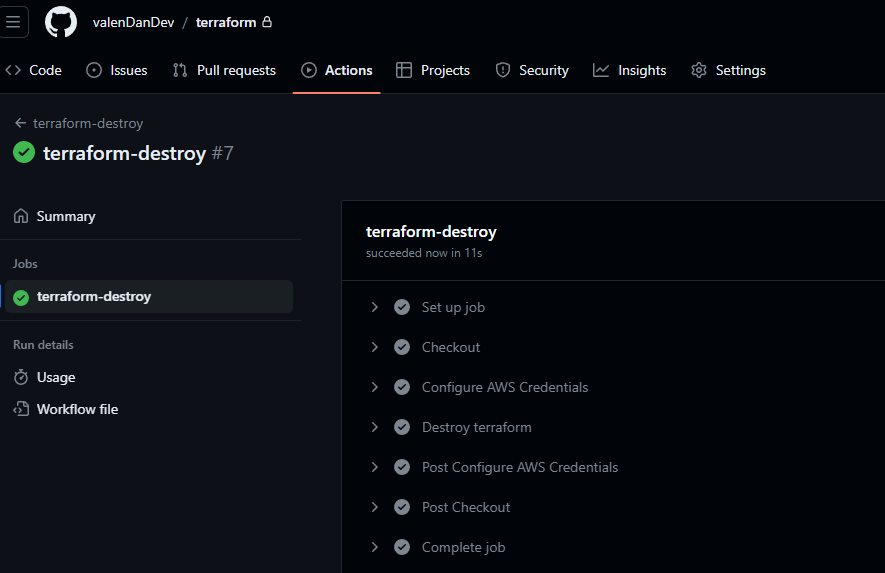 valenDanDev / terraform
Code Issues Pull requests Actions Projects Security Insights Settings
terraform-destroy
terraform-destroy #7
Summary
Jobs
terraform-destroy
Run details
Usage
Workflow file
terraform-destroy
succeeded now in 11s
Set up job
Checkout
Configure AWS Credentials
Destroy terraform
Post Configure AWS Credentials
Post Checkout
Complete job